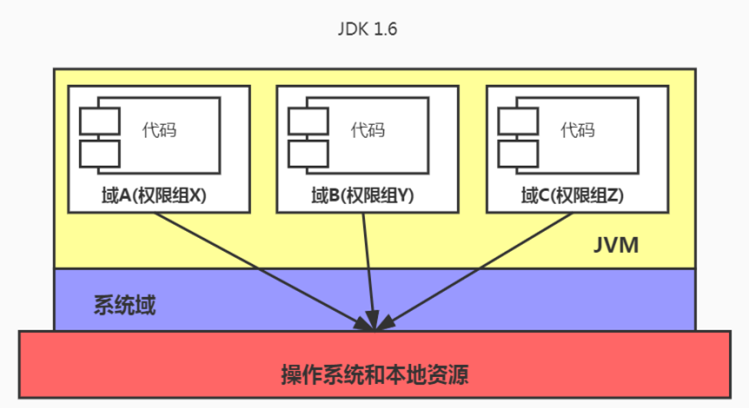 JDK 1.6
代码
代码
代码
域A(权限组X)
域B(权限组Y)
域C(权限组Z)
JVM
系统域
操作系统和本地资源